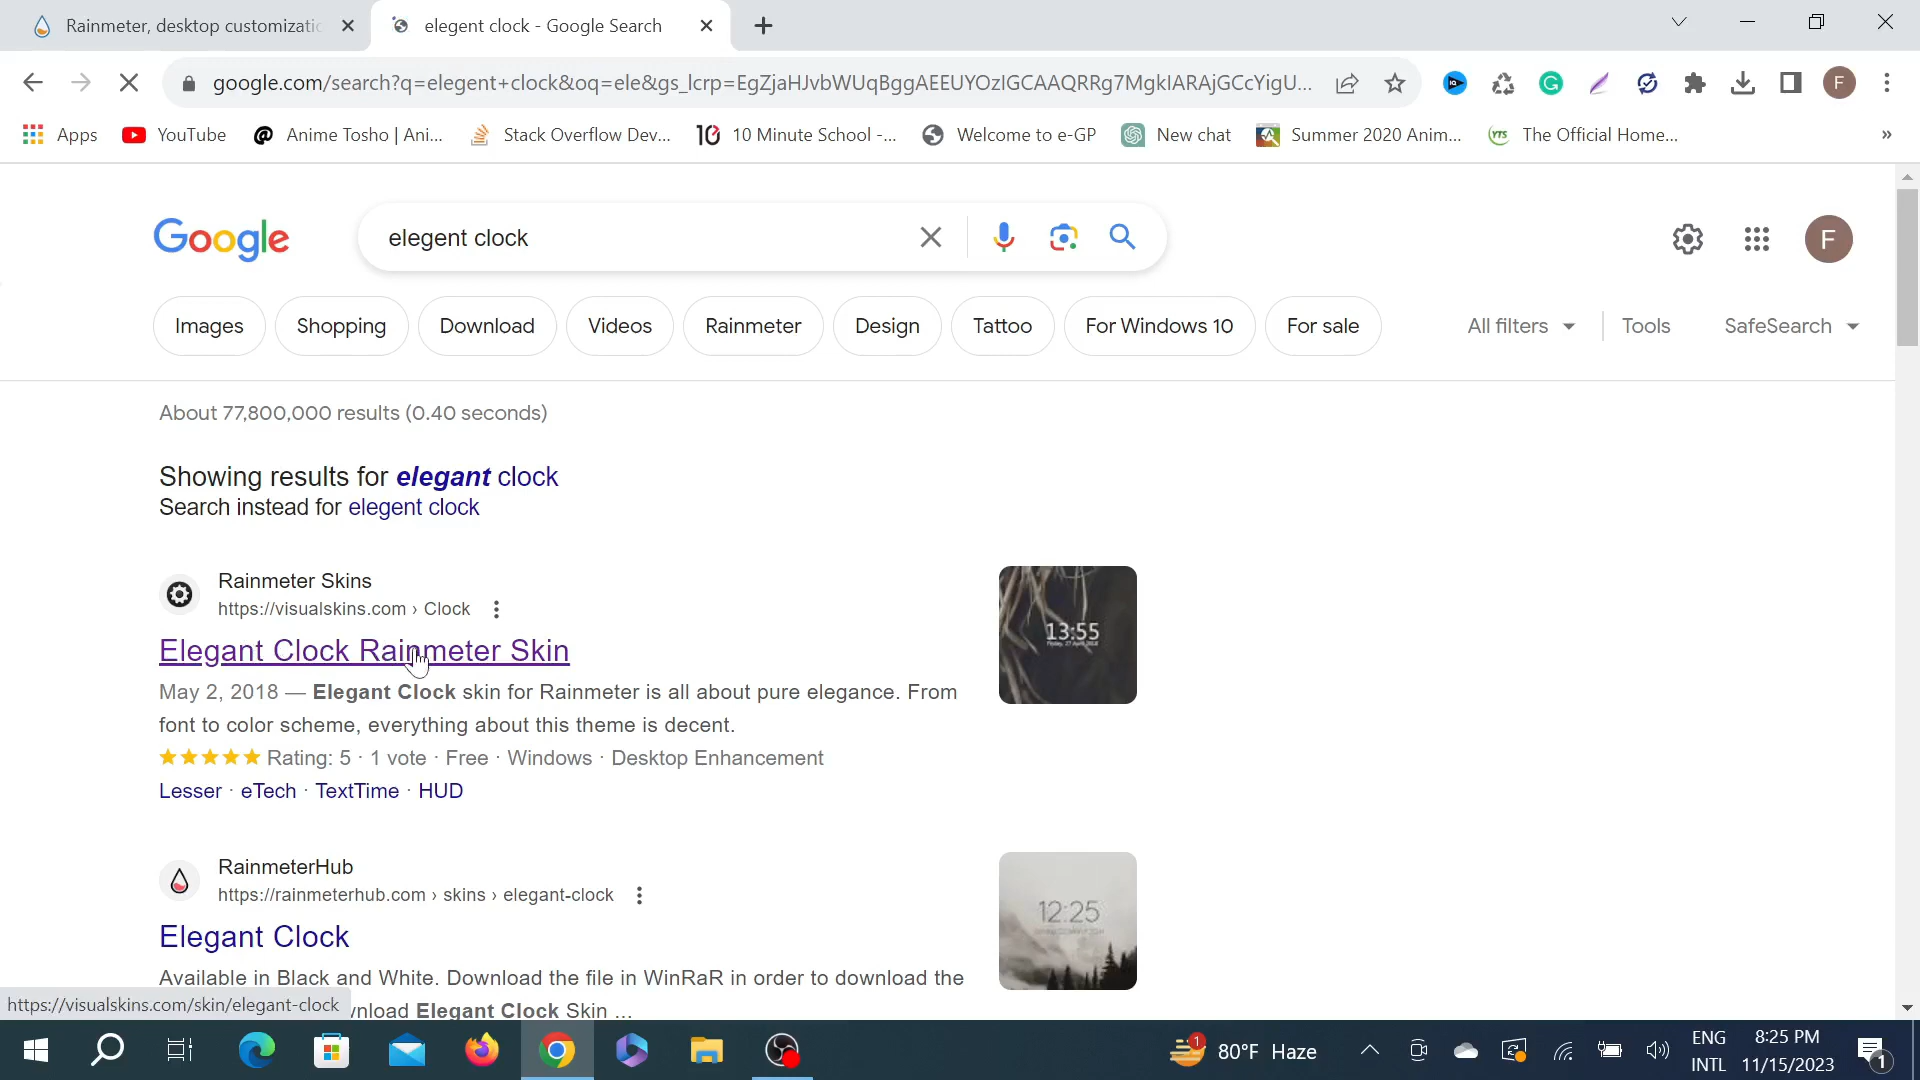 Rainmeter, desktop customizatio
elegent clock - Google Search
google.com/search?q=elegent+clock&oq=ele&gs_lcrp=EgZjaHJvbWUqBggAEEUYOzIGCAAQRRg7MgkIARAjGCcYigU...
Apps
YouTube
Anime Tosho | Ani...
Stack Overflow Dev...
10 Minute School -...
Welcome to e-GP
New chat
Summer 2020 Anim...
The Official Home...
»
Google
elegent clock
F
Images
Shopping
Download
Videos
Rainmeter
Design
Tattoo
For Windows 10
For sale
All filters
Tools
SafeSearch
About 77,800,000 results (0.40 seconds)
Showing results for elegant clock
Search instead for elegent clock
Rainmeter Skins
https://visualskins.com › Clock
Elegant Clock Rainmeter Skin
May 2, 2018 — Elegant Clock skin for Rainmeter is all about pure elegance. From
font to color scheme, everything about this theme is decent.
Rating: 5 · 1 vote · Free · Windows · Desktop Enhancement
Lesser · eTech · TextTime · HUD
13:55
RainmeterHub
https://rainmeterhub.com › skins › elegant-clock
Elegant Clock
Available in Black and White. Download the file in WinRaR in order to download the
12:25
https://visualskins.com/skin/elegant-clock
wnload Elegant Clock Skin ...
1
80°F Haze
ENG
INTL
8:25 PM
11/15/2023
1